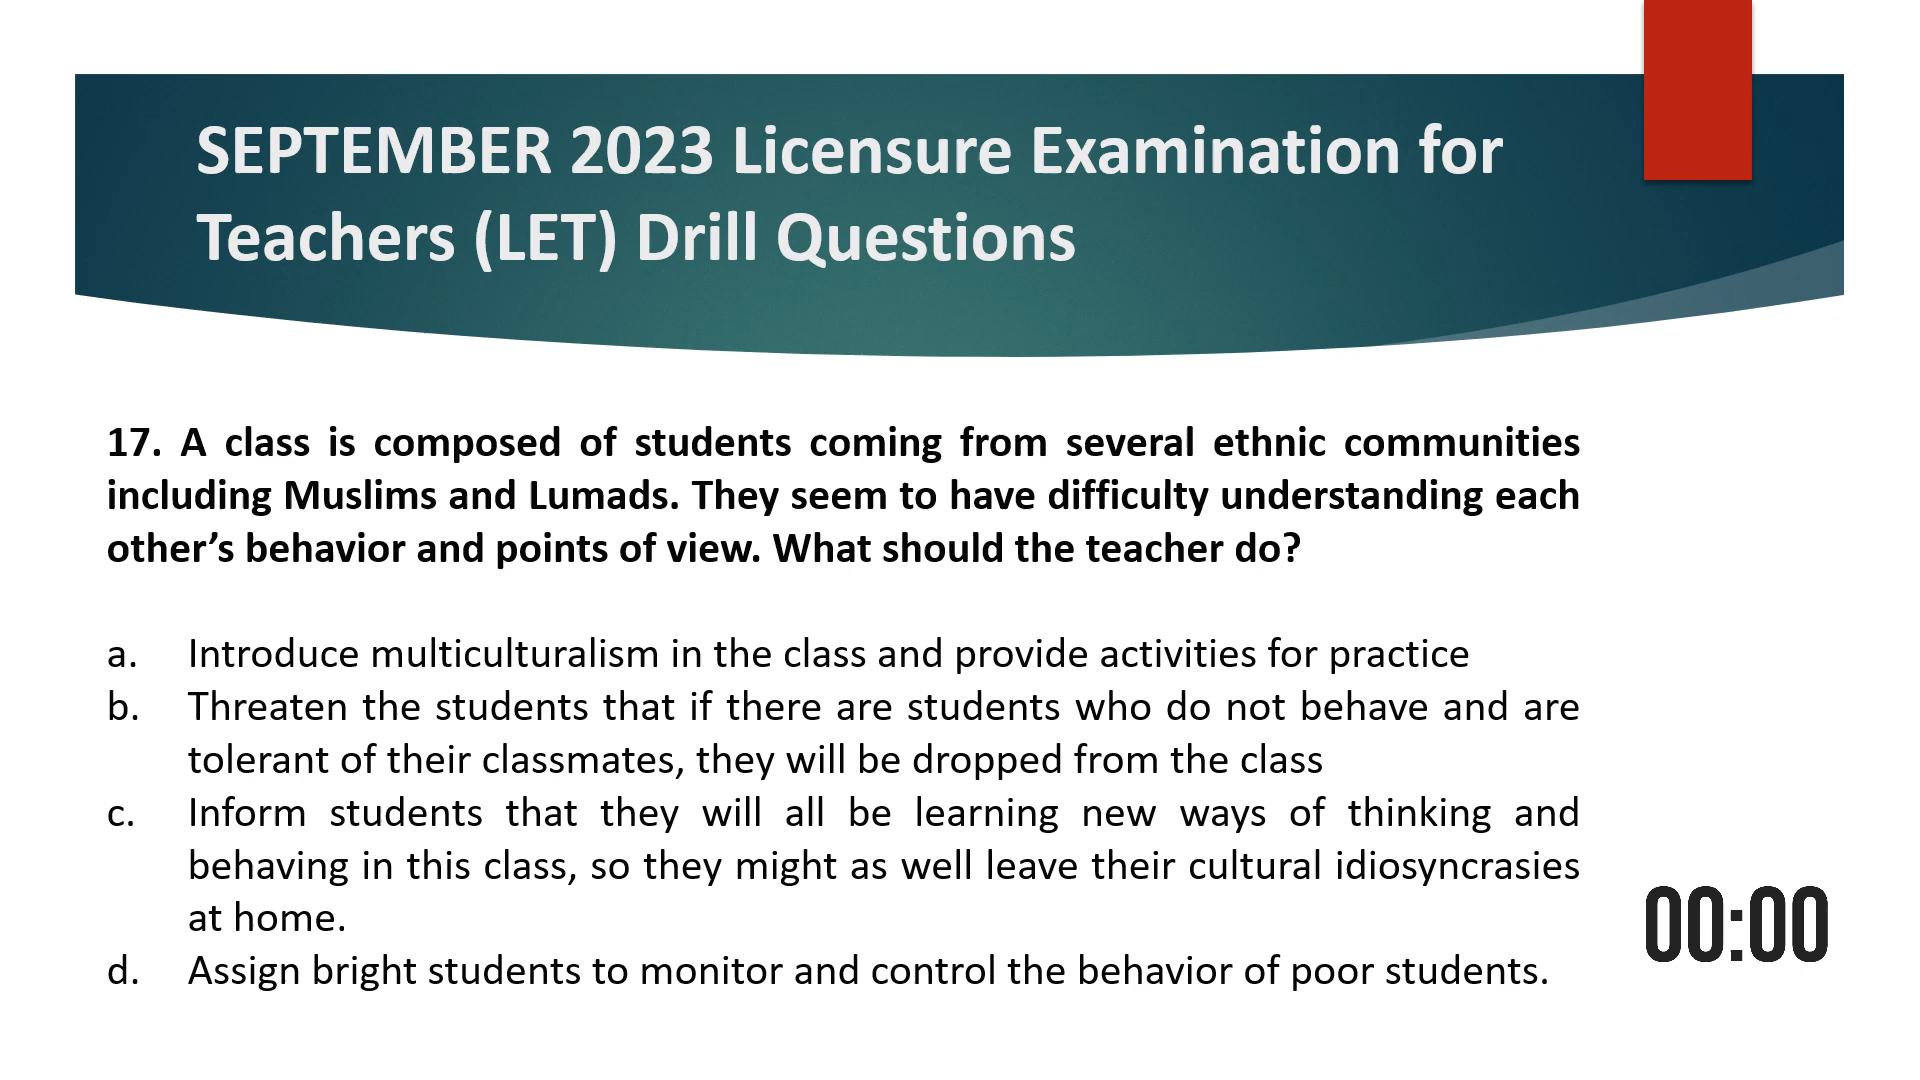 SEPTEMBER 2023 Licensure Examination for
Teachers (LET) Drill Questions
17. A class is composed of students coming from several ethnic communities
including Muslims and Lumads. They seem to have difficulty understanding each
other’s behavior and points of view. What should the teacher do?
a. Introduce multiculturalism in the class and provide activities for practice
b. Threaten the students that if there are students who do not behave and are
tolerant of their classmates, they will be dropped from the class
c. Inform students that they will all be learning new ways of thinking and
behaving in this class, so they might as well leave their cultural idiosyncrasies
at home.
d. Assign bright students to monitor and control the behavior of poor students.
00:00